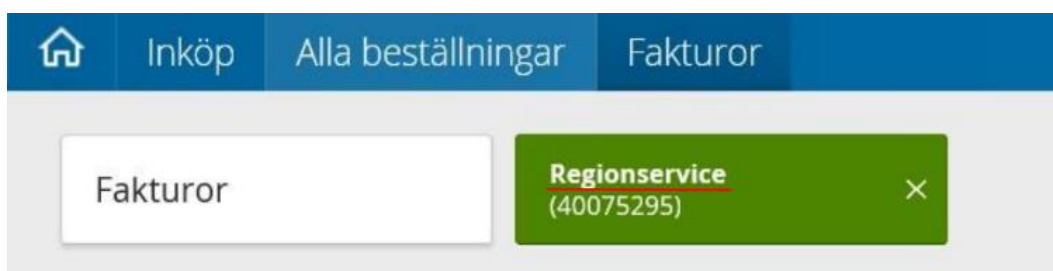 Inköp Alla beställningar Fakturor
Fakturor
Regionservice
(40075295)